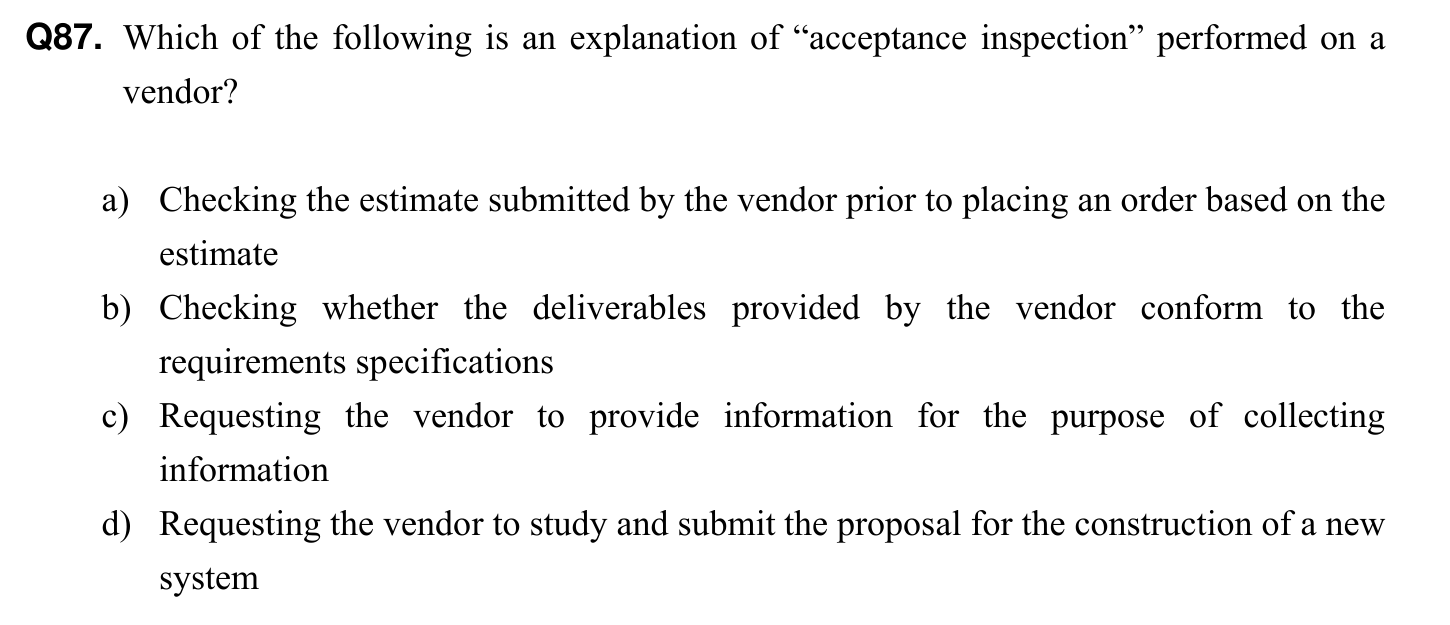 Q87. Which of the following is an explanation of “acceptance inspection” performed on a
vendor?
a) Checking the estimate submitted by the vendor prior to placing an order based on the
estimate
b) Checking whether the deliverables provided by the vendor conform to the
requirements specifications
c) Requesting the vendor to provide information for the purpose of collecting
information
d) Requesting the vendor to study and submit the proposal for the construction of a new
system